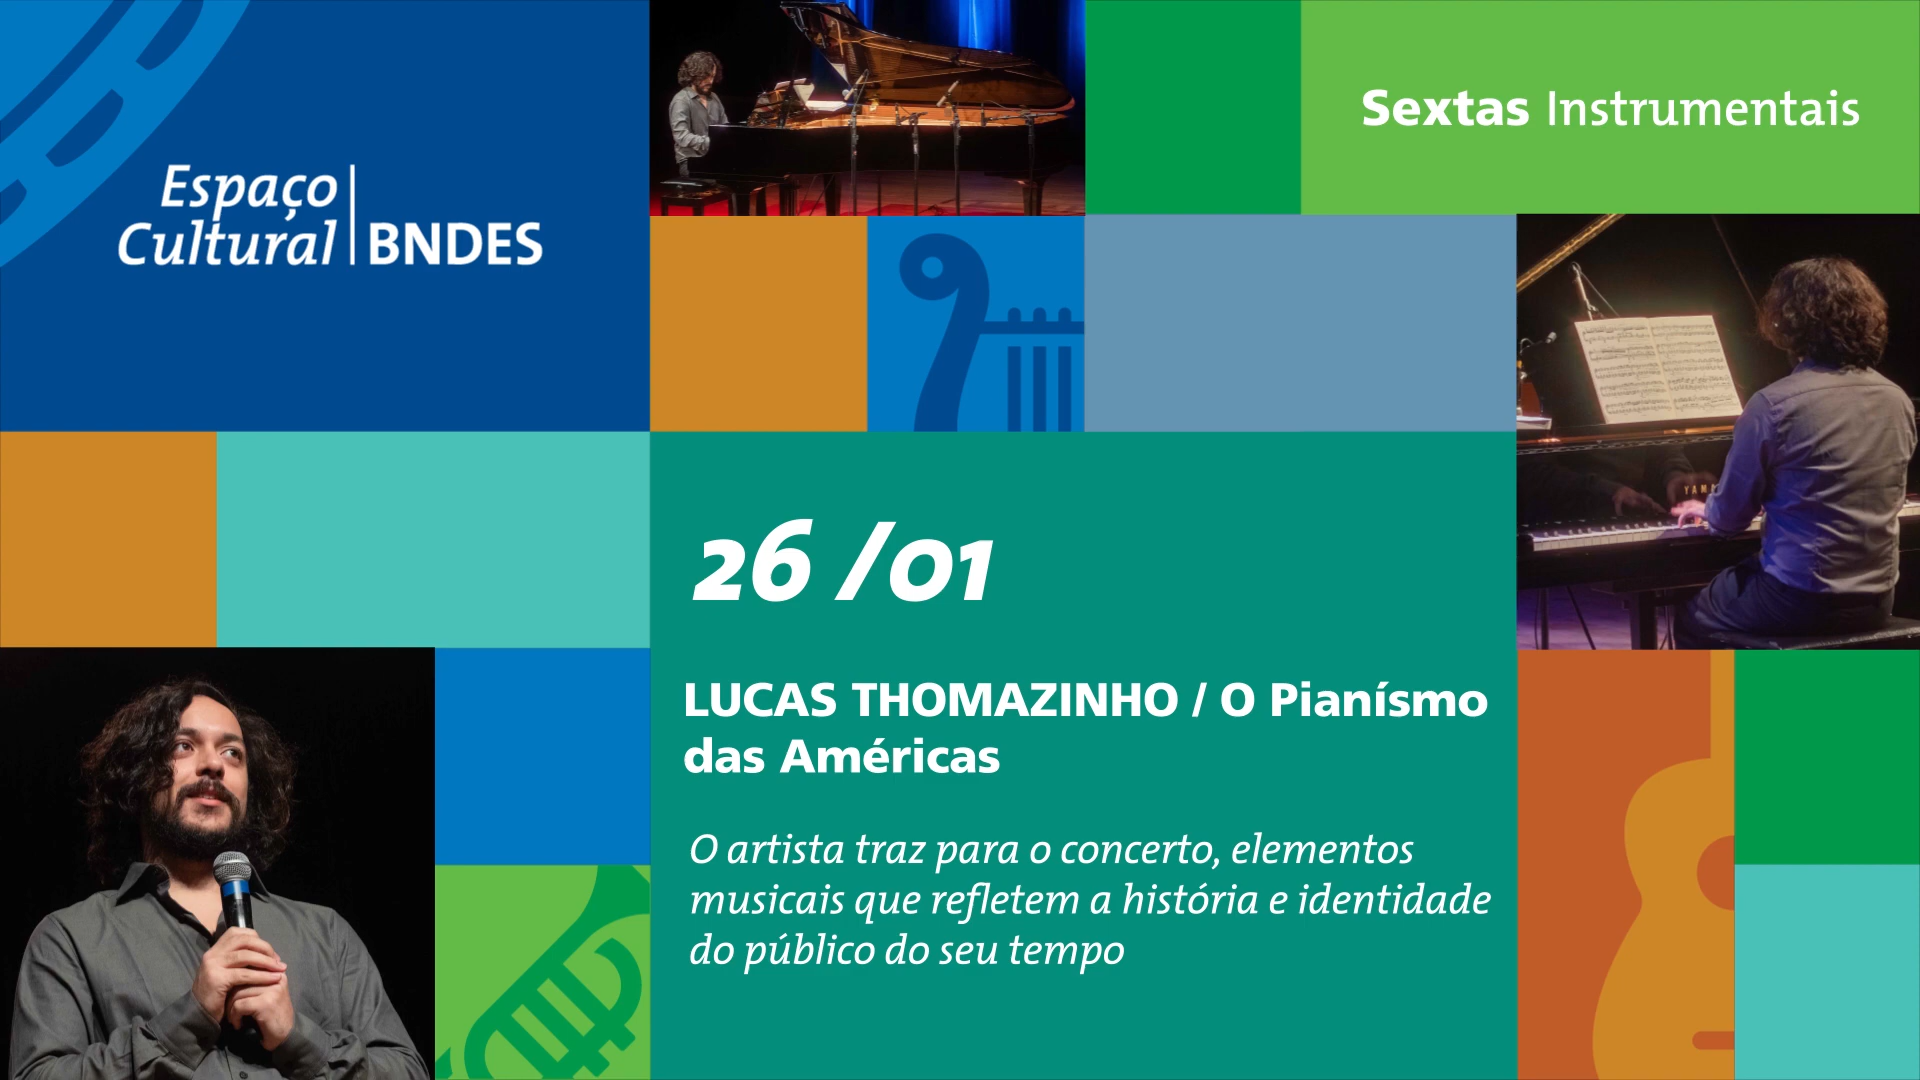 Espaço
Cultural
BNDES
Sextas Instrumentais
26 /01
LUCAS THOMAZINHO / O Pianísmo
das Américas
O artista traz para o concerto, elementos
musicais que refletem a história e identidade
do público do seu tempo